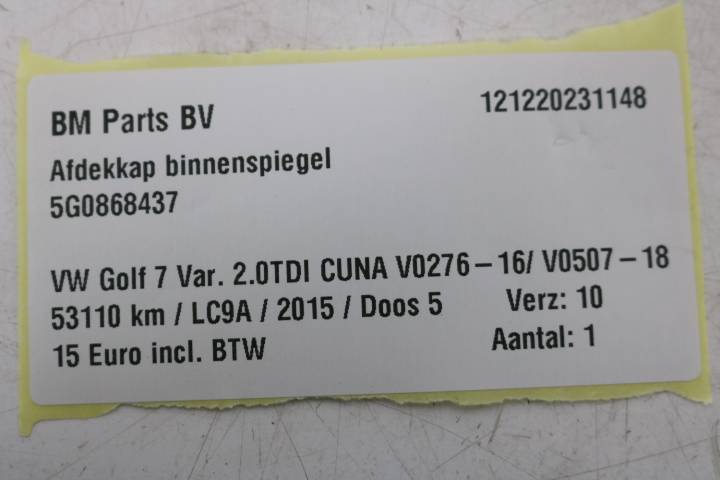 BM Parts BV 121220231148
Afdekkap binnenspiegel
5G0868437
VW Golf 7 Var. 2.0TDI CUNA V0276-16/ V0507-18
53110 km / LC9A / 2015 / Doos 5 Verz: 10
15 Euro incl. BTW Aantal: 1